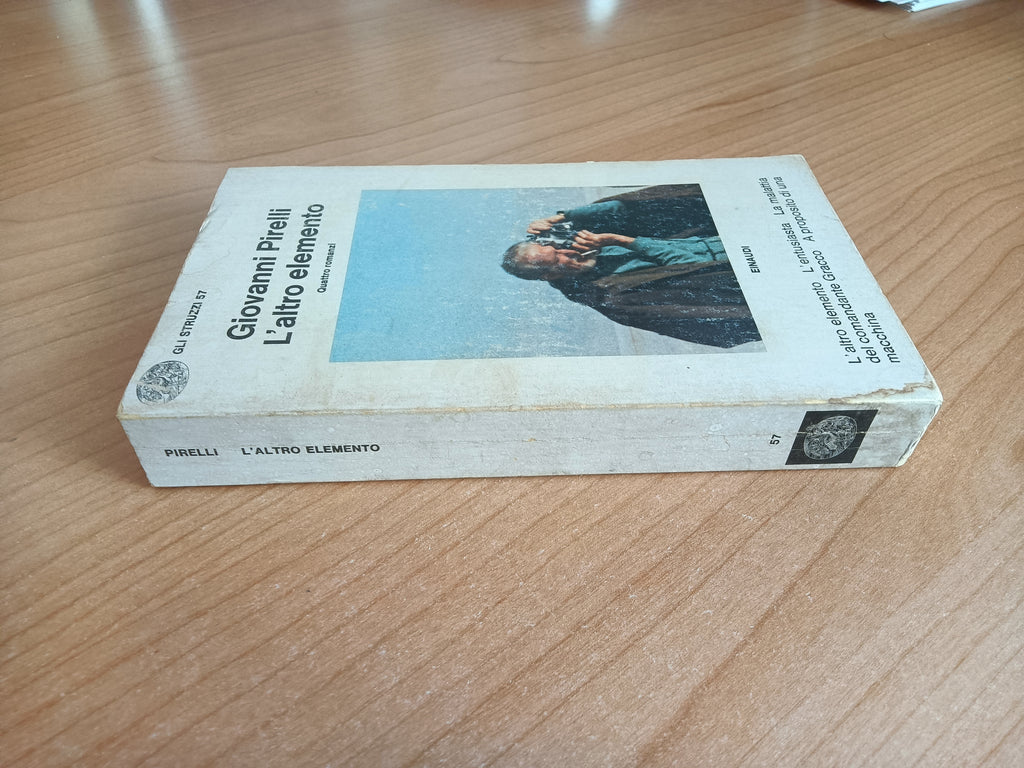 GLI STRUZZI 57
Giovanni Pirelli
L'altro elemento
Quattro romanzi
EINAUDI
L'altro elemento L'entusiasta La malattia
del comandante Gracco A proposito di una
macchina
PIRELLI L'ALTRO ELEMENTO
57